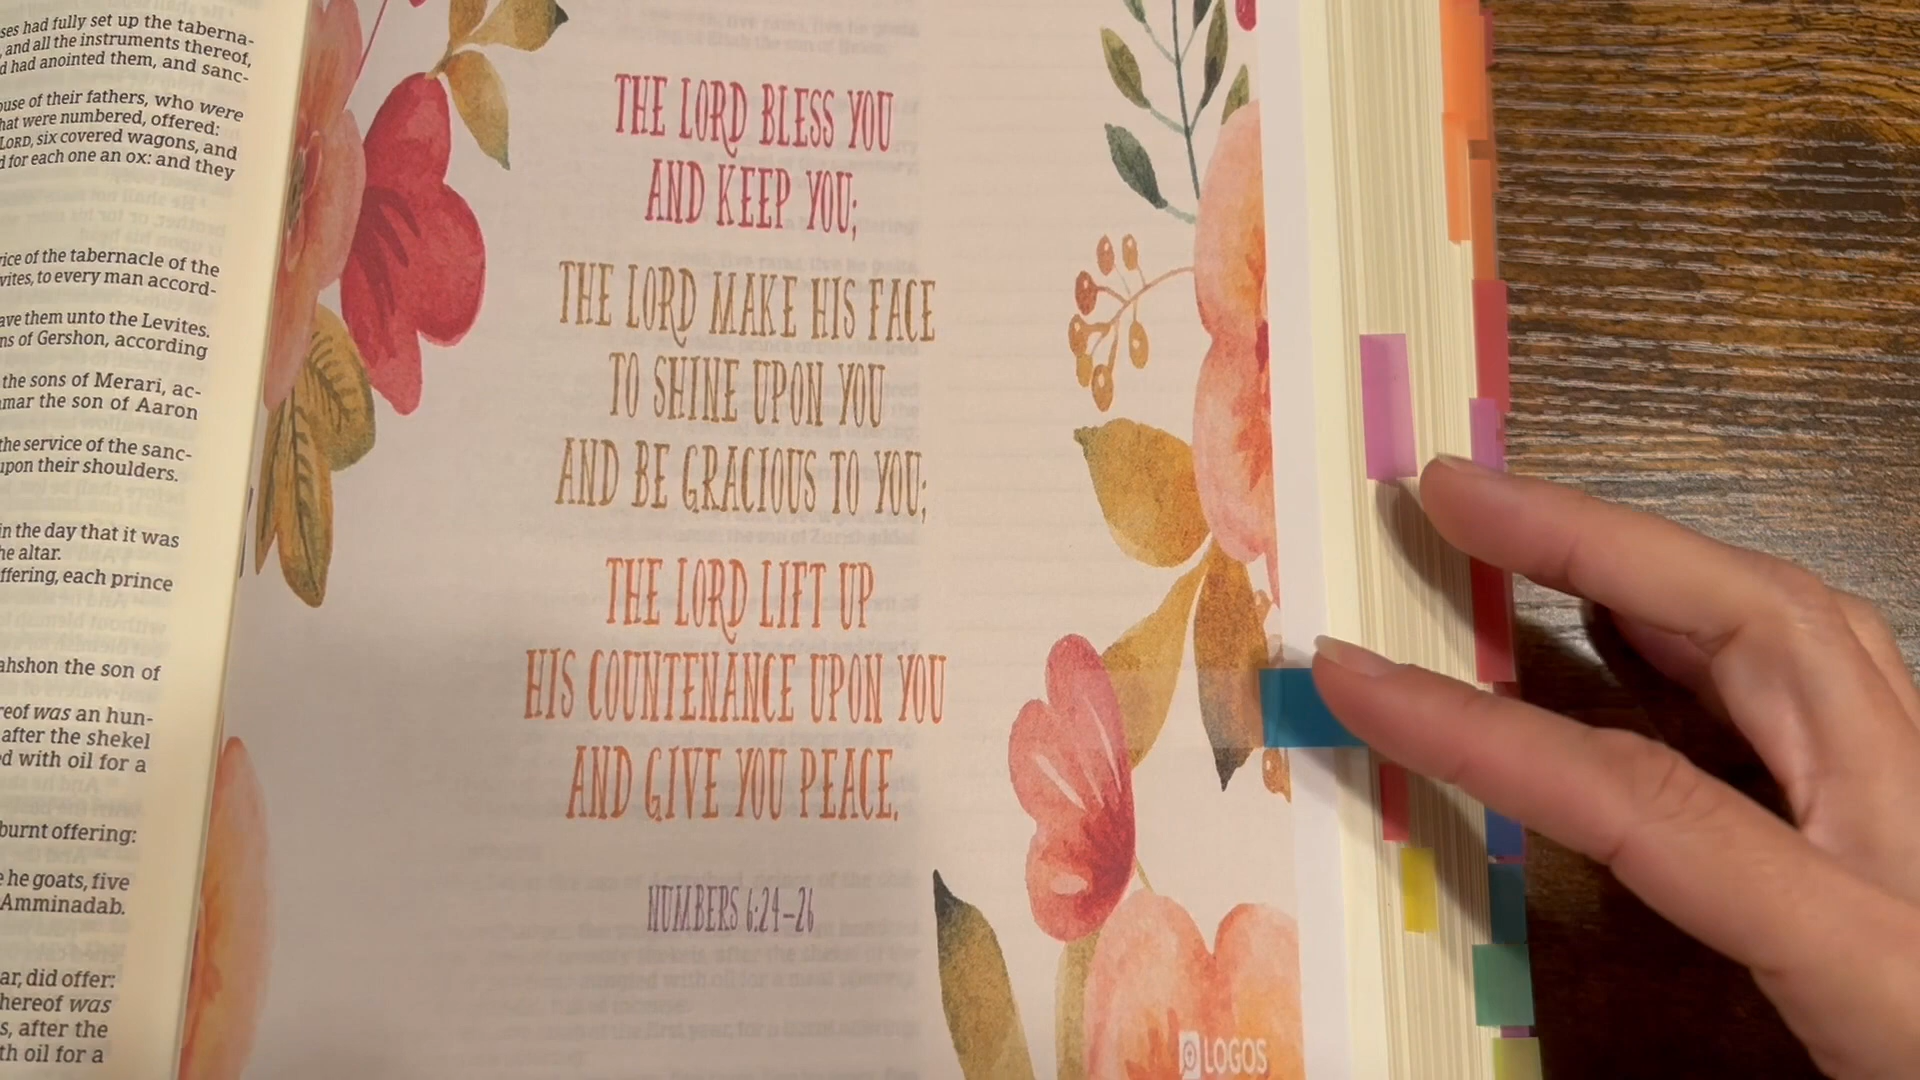 ses had fully set up the taberna-
, and all the instruments thereof,
d had anointed them, and sanc-
ouse of their fathers, who were
hat were numbered, offered:
LORD, six covered wagons, and
d for each one an ox: and they
rice of the tabernacle of the
vites, to every man accord-
ave them unto the Levites.
ns of Gershon, according
the sons of Merari, ac-
mar the son of Aaron
the service of the sanc-
upon their shoulders.
in the day that it was
he altar.
ffering, each prince
ahshon the son of
reof was an hun-
after the shekel
d with oil for a
burnt offering:
e he goats, five
Amminadab.
ar, did offer:
hereof was
s, after the
th oil for a
THE LORD BLESS YOU
AND KEEP YOU;
THE LORD MAKE HIS FACE
TO SHINE UPON YOU
AND BE GRACIOUS TO YOU;
THE LORD LIFT UP
HIS COUNTENANCE UPON YOU
AND GIVE YOU PEACE.
NUMBERS 6:24–26
LOGOS